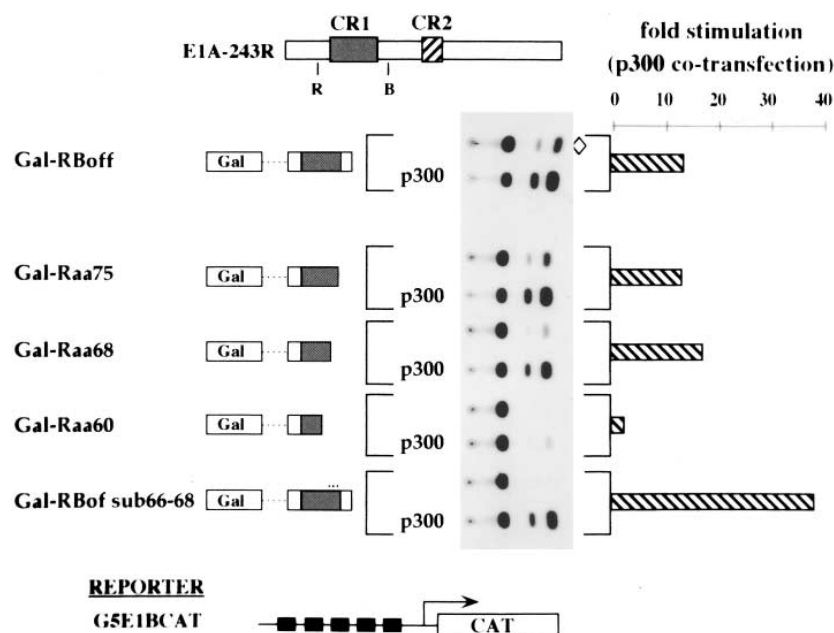 CR1 CR2
E1A-243R
R B
fold stimulation
(p300 co-transfection)
0 10 20 30 40
Gal-RBoff Gal p300
Gal-Raa75 Gal p300
Gal-Raa68 Gal p300
Gal-Raa60 Gal p300
Gal-RBof sub66-68 Gal p300
REPORTER
G5E1BCAT CAT